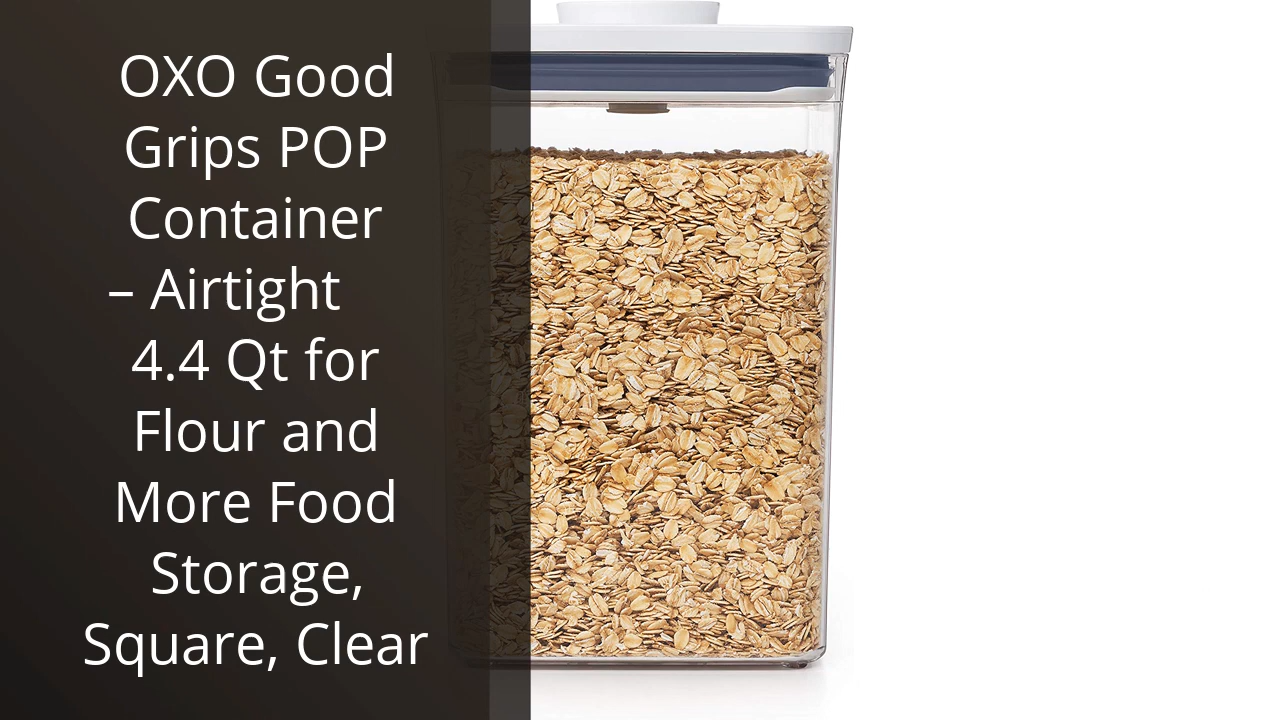 OXO Good
Grips POP
Container
– Airtight
4.4 Qt for
Flour and
More Food
Storage,
Square, Clear